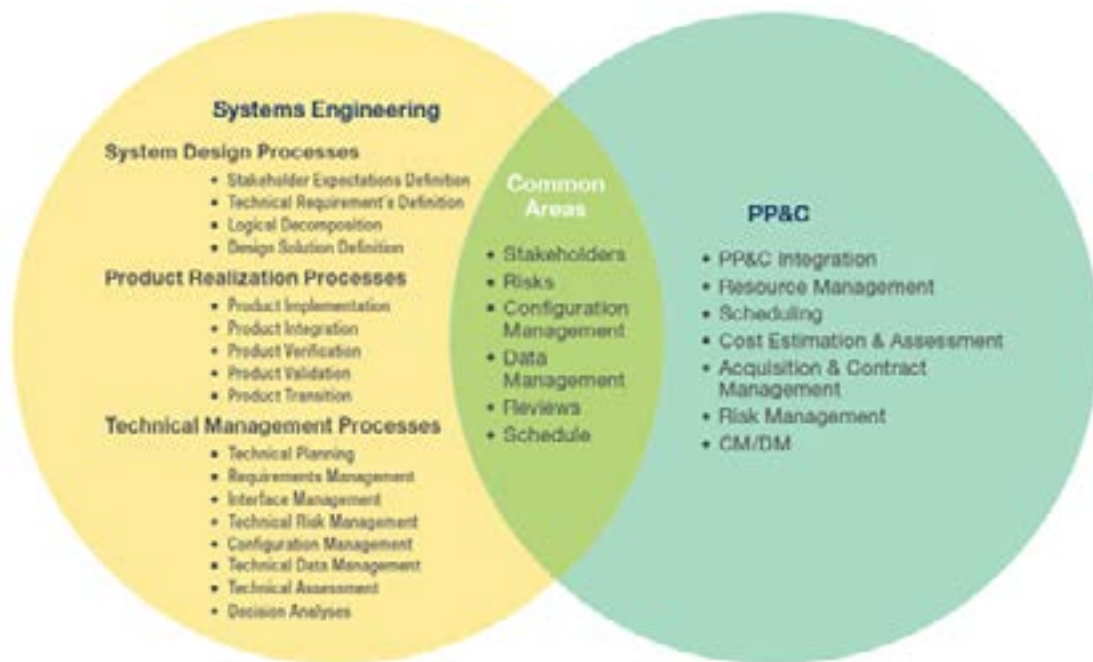 Systems Engineering
System Design Processes
• Stakeholder Expectations Definition
• Technical Requirement's Definition
• Logical Decomposition
• Design Solution Definition
Product Realization Processes
• Product Implementation
• Product Integration
• Product Verification
• Product Validation
• Product Transition
Technical Management Processes
• Technical Planning
• Requirements Management
• Interface Management
• Technical Risk Management
• Configuration Management
• Technical Data Management
• Technical Assessment
• Decision Analyses
Common
Areas
• Stakeholders
• Risks
• Configuration
Management
• Data
Management
• Reviews
• Schedule
PP&C
• PP&C Integration
• Resource Management
• Scheduling
• Cost Estimation & Assessment
• Acquisition & Contract
Management
• Risk Management
• CM/DM